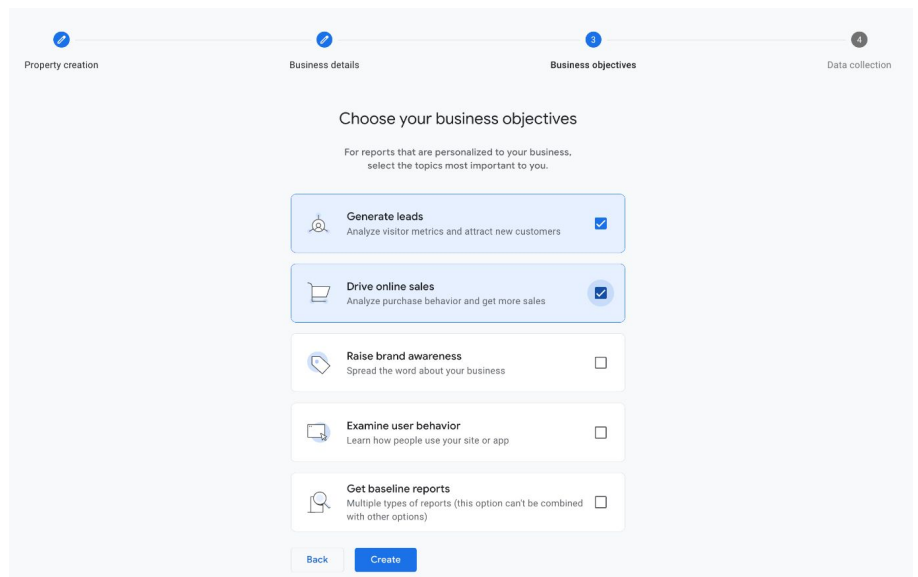 3
4
Property creation
Business details
Business objectives
Data collection
Choose your business objectives
For reports that are personalized to your business,
select the topics most important to you.
Generate leads
Analyze visitor metrics and attract new customers
Drive online sales
Analyze purchase behavior and get more sales
Raise brand awareness
Spread the word about your business
Examine user behavior
Learn how people use your site or app
Get baseline reports
Multiple types of reports (this option can't be combined
with other options)
Back
Create